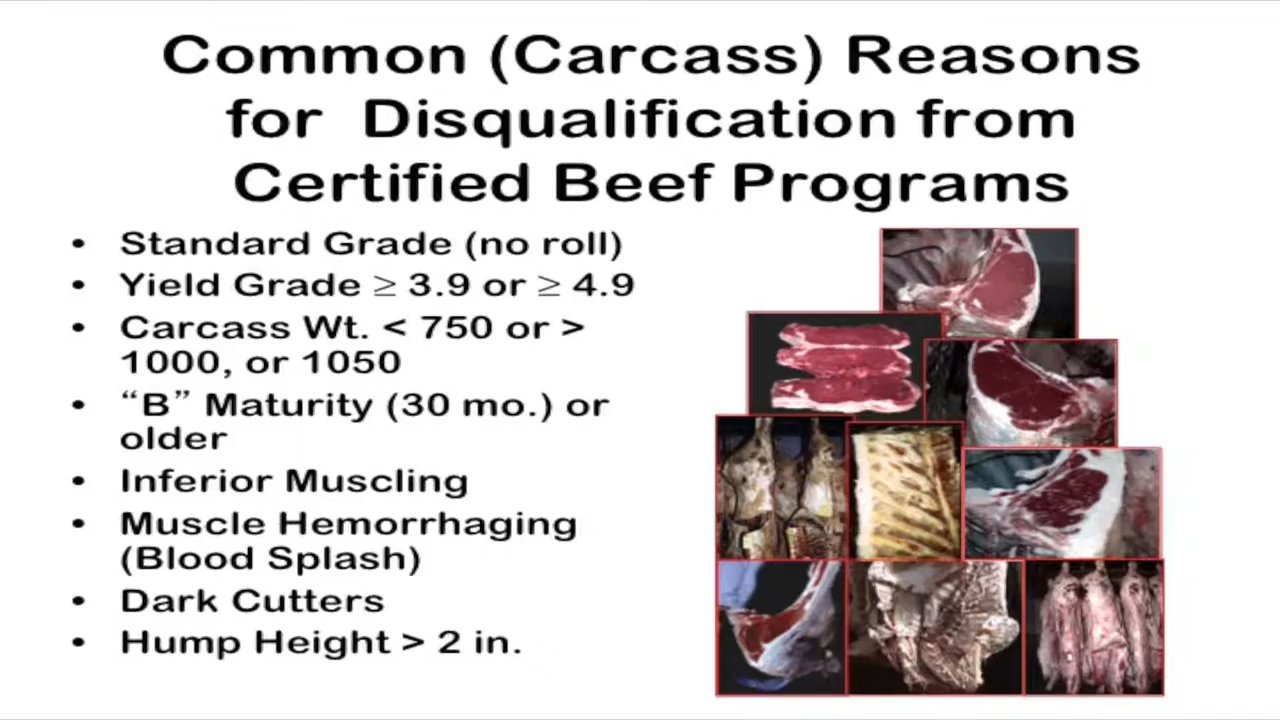 Common (Carcass) Reasons
for Disqualification from
Certified Beef Programs
• Standard Grade (no roll)
• Yield Grade ≥ 3.9 or ≥ 4.9
• Carcass Wt. < 750 or >
1000, or 1050
• “B” Maturity (30 mo.) or
older
• Inferior Muscling
• Muscle Hemorrhaging
(Blood Splash)
• Dark Cutters
• Hump Height > 2 in.